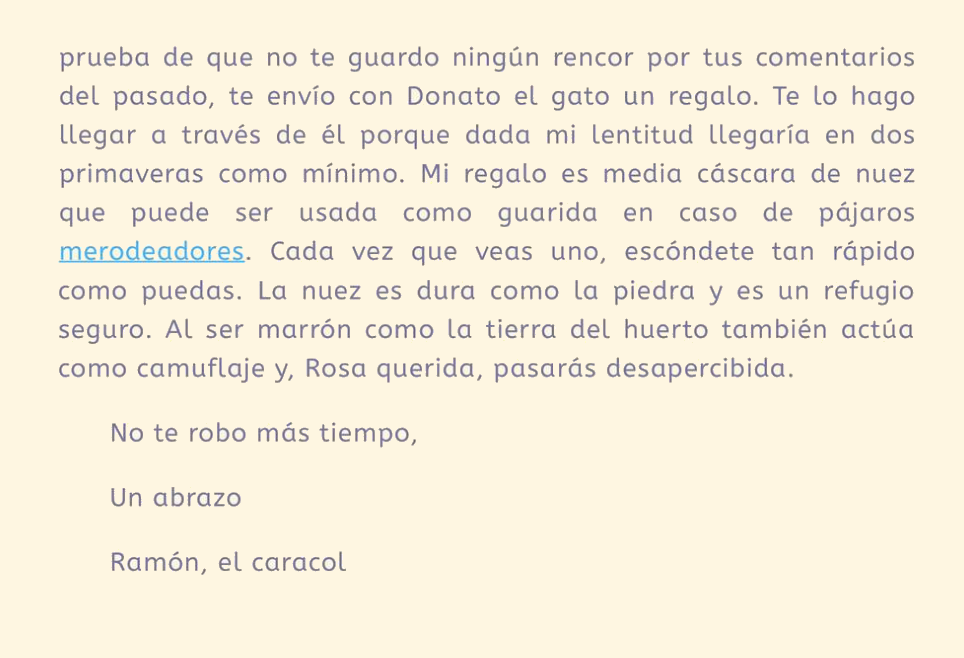 prueba de que no te guardo ningún rencor por tus comentarios
del pasado, te envío con Donato el gato un regalo. Te lo hago
llegar a través de él porque dada mi lentitud llegaría en dos
primaveras como mínimo. Mi regalo es media cáscara de nuez
que puede ser usada como guarida en caso de pájaros
merodeadores. Cada vez que veas uno, escóndete tan rápido
como puedas. La nuez es dura como la piedra y es un refugio
seguro. Al ser marrón como la tierra del huerto también actúa
como camuflaje y, Rosa querida, pasarás desapercibida.
No te robo más tiempo,
Un abrazo
Ramón, el caracol